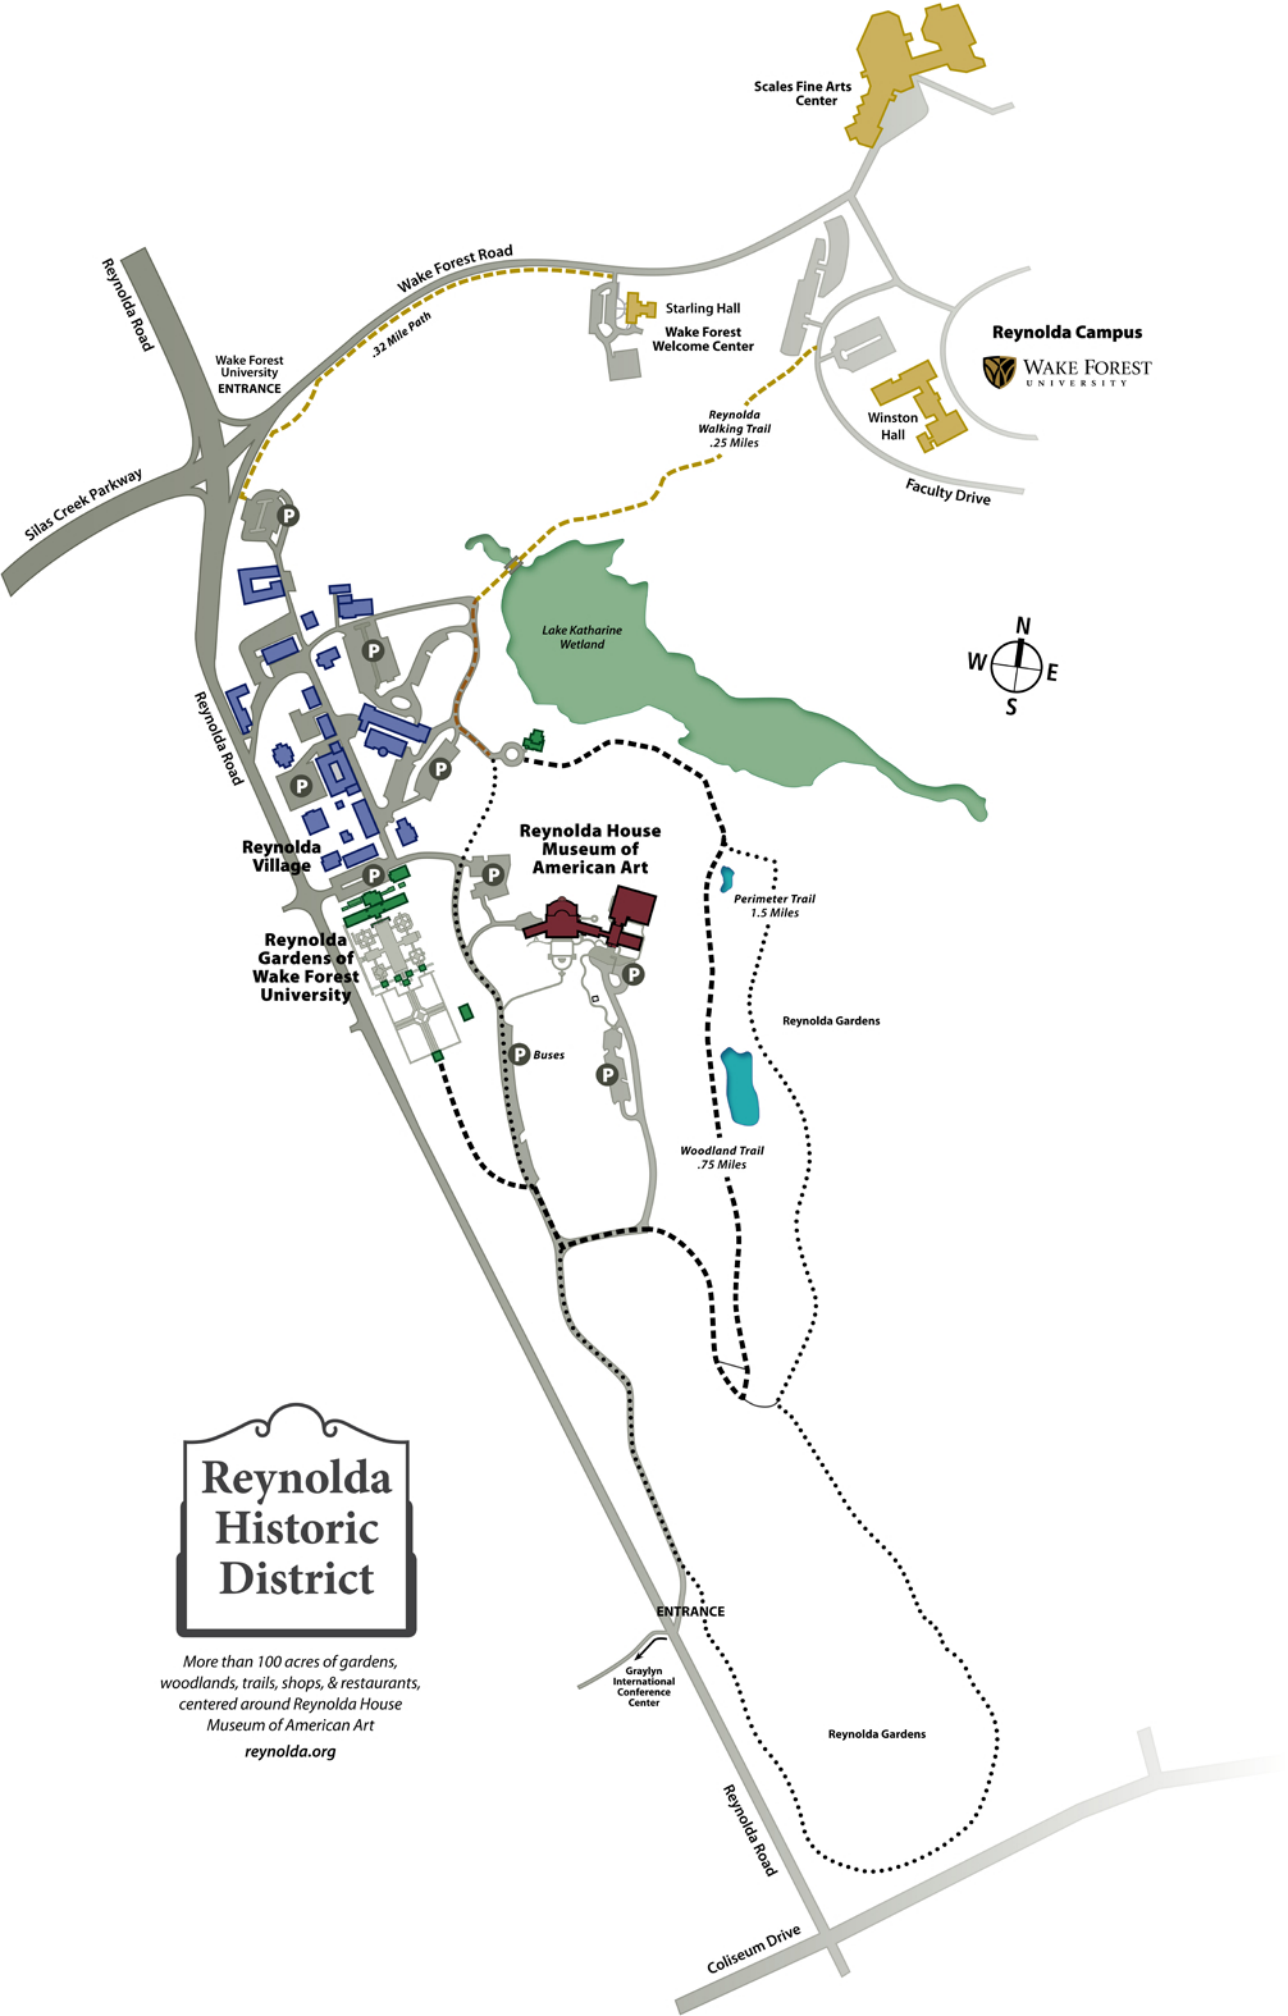 Scales Fine Arts
Center
Reynolda Road
Wake Forest Road
.32 Mile Path
Starling Hall
Wake Forest
Welcome Center
Reynolda Campus
WAKE FOREST
UNIVERSITY
Wake Forest
University
ENTRANCE
Reynolda
Walking Trail
.25 Miles
Winston
Hall
Faculty Drive
Silas Creek Parkway
P
Lake Katharine
Wetland
N
W
E
S
P
Reynolda Road
P
P
Reynolda House
Museum of
American Art
Reynolda
Village
P
P
Perimeter Trail
1.5 Miles
Reynolda
Gardens of
Wake Forest
University
P
Reynolda Gardens
P
Buses
P
Woodland Trail
.75 Miles
Reynolda
Historic
District
ENTRANCE
More than 100 acres of gardens,
woodlands, trails, shops, & restaurants,
centered around Reynolda House
Museum of American Art
reynolda.org
Graylyn
International
Conference
Center
Reynolda Gardens
Reynolda Road
Coliseum Drive